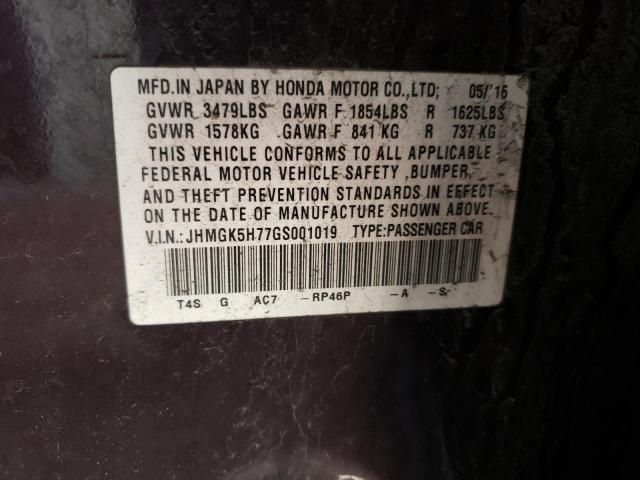 MFD.IN JAPAN BY HONDA MOTOR CO.,LTD; 05/'16
GVWR 3479LBS GAWR F 1854LBS R 1625LBS
GVWR 1578KG GAWR F 841 KG R 737 KG
THIS VEHICLE CONFORMS TO ALL APPLICABLE
FEDERAL MOTOR VEHICLE SAFETY ,BUMPER,
AND THEFT PREVENTION STANDARDS IN EFFECT
ON THE DATE OF MANUFACTURE SHOWN ABOVE.
V.I.N.:JHMGK5H77GS001019 TYPE:PASSENGER CAR
T4S G AC7 -RP46P -A -S